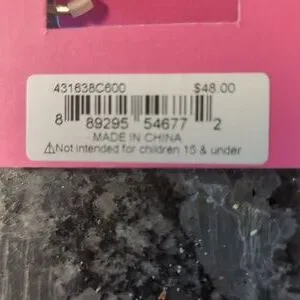 431638C600 $48.00
8 89295 54677 2
MADE IN CHINA
⚠Not intended for children 15 & under